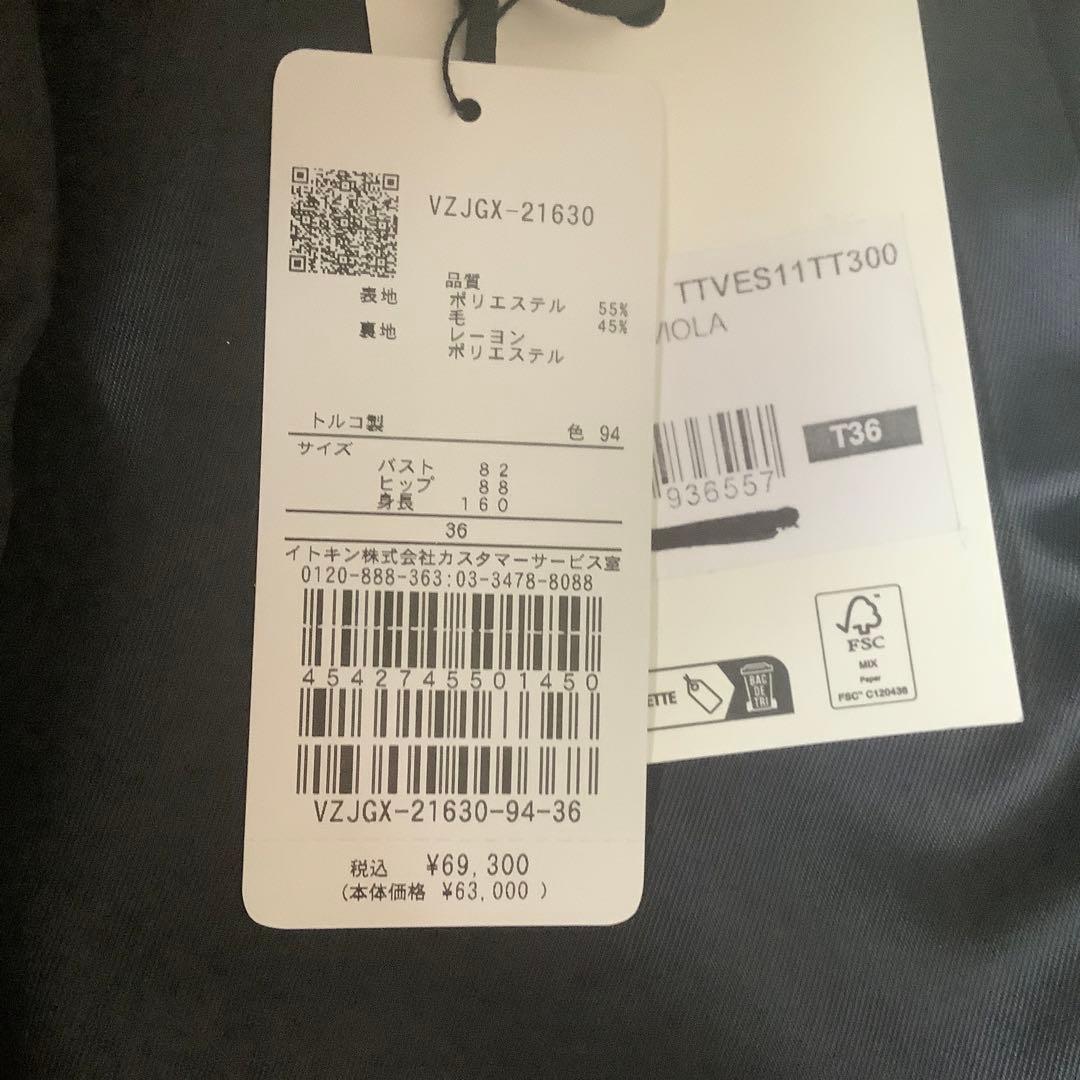 VZJGX-21630
品質
表地 ポリエステル 55%
毛 45%
裏地 レーヨン
ポリエステル
トルコ製 色 94
サイズ
バスト 82
ヒップ 88
身長 160
36
イトキン株式会社カスタマーサービス室
0120-888-363:03-3478-8088
4542745501450
VZJGX-21630-94-36
税込 ¥69,300
(本体価格 ¥63,000 )
TTVES11TT300
T36
936557
BAC
DE
TRI
FSC
MIX
Paper
FSC™ C120436